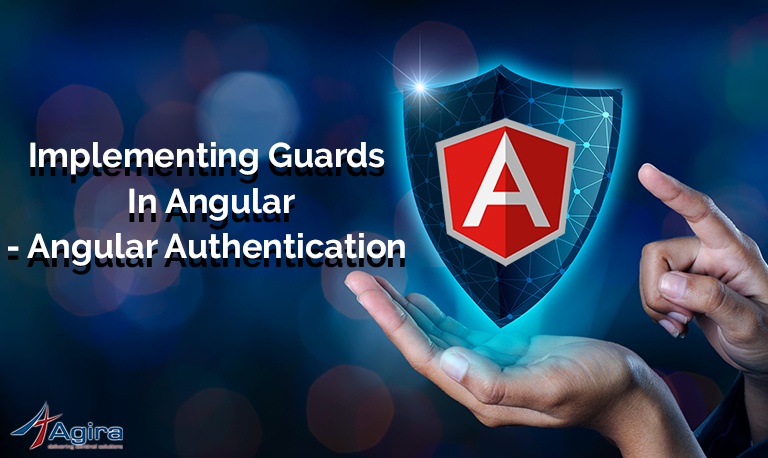 Implementing Guards
In Angular
- Angular Authentication
A
Agira